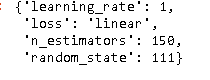 {'learning_rate': 1,
'loss': 'linear',
'n_estimators': 150,
'random_state': 111}